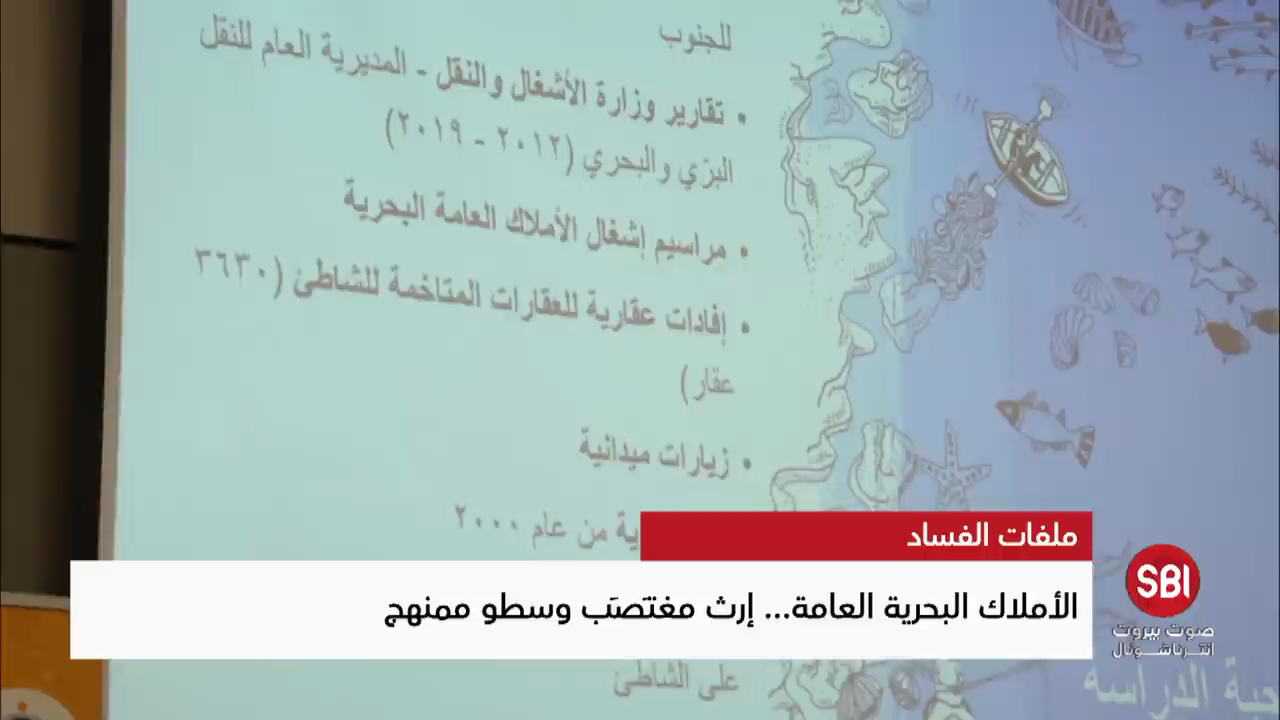 للجنوب
• تقارير وزارة الأشغال والنقل - المديرية العام للنقل
البرّي والبحري (٢٠١٢ - ٢٠١٩)
• مراسيم إشغال الأملاك العامة البحرية
• إفادات عقارية للعقارات المتاخمة للشاطئ (٣٦٣٠
عقار)
• زيارات ميدانية
من عام ٢٠٠٠
ملفات الفساد
الأملاك البحرية العامة... إرث مغتَصَب وسطو ممنهج
SBI
صوت بيروت
انترناشونال
على الشاطئ
الدراسة